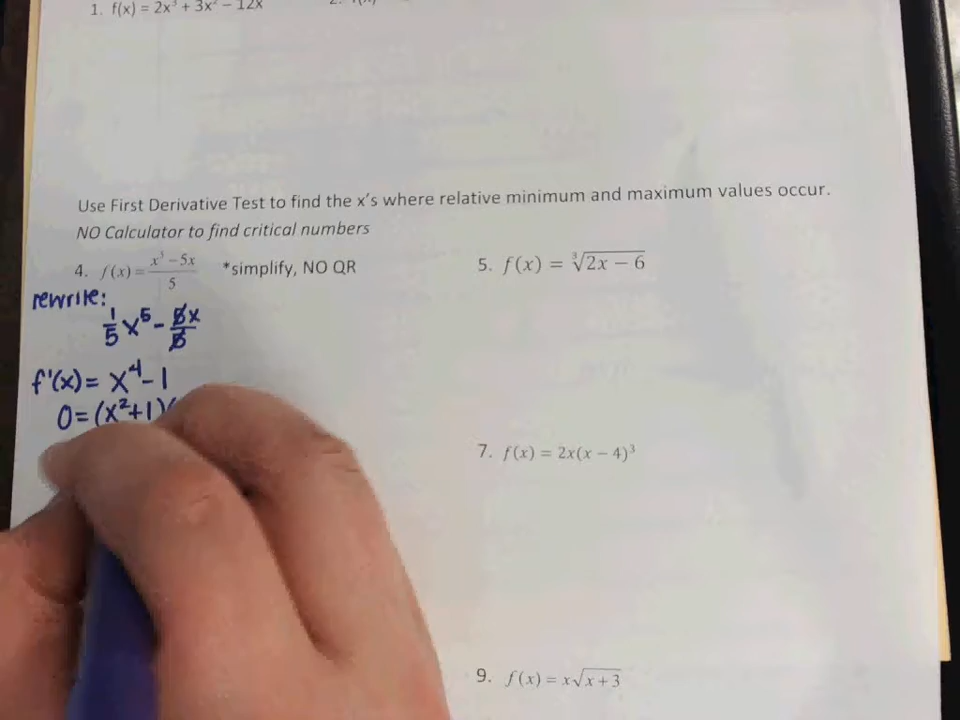 1. f(x) = 2x³ + 3x² − 12x
2.
Use First Derivative Test to find the x's where relative minimum and maximum values occur.
NO Calculator to find critical numbers
4. f(x) = (x⁵ − 5x)/5 *simplify, NO QR
5. f(x) = ∛(2x − 6)
rewrite:
1/5 x⁵ − 5x/5
f'(x) = x⁴ − 1
0 = (x² + 1)(
7. f(x) = 2x(x − 4)³
9. f(x) = x√(x + 3)